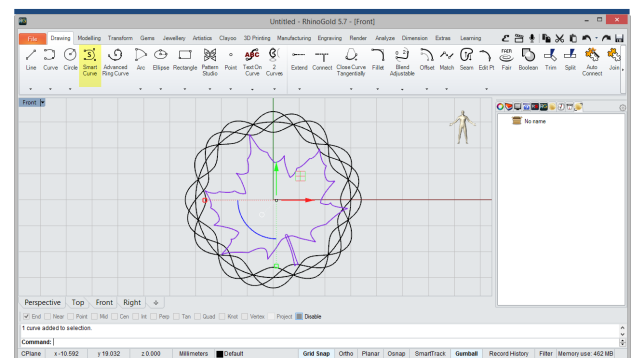 Untitled - RhinoGold 5.7 - [Front]
File Drawing Modelling Transform Gems Jewellery Artistics Clayoo 3D Printing Manufacturing Engraving Render Analyze Dimension Extras Learning
Line Curve Circle Smart Curve Advanced Ring Curve Arc Ellipse Rectangle Pattern Studio Point Text On Curve 2 Curves Extend Connect Close Curve Tangentially Fillet Blend Adjustable Offset Match Seam Edit Pt Fair Boolean Trim Split Auto Connect Join
Front
No name
Perspective Top Front Right
End Near Point Mid Cen Int Perp Tan Quad Knot Vertex Project Disable
1 curve added to selection.
Command:
CPlane x -10.592 y 19.032 z 0.000 Millimeters Default Grid Snap Ortho Planar Osnap SmartTrack Gumball Record History Filter Memory use: 462 MB